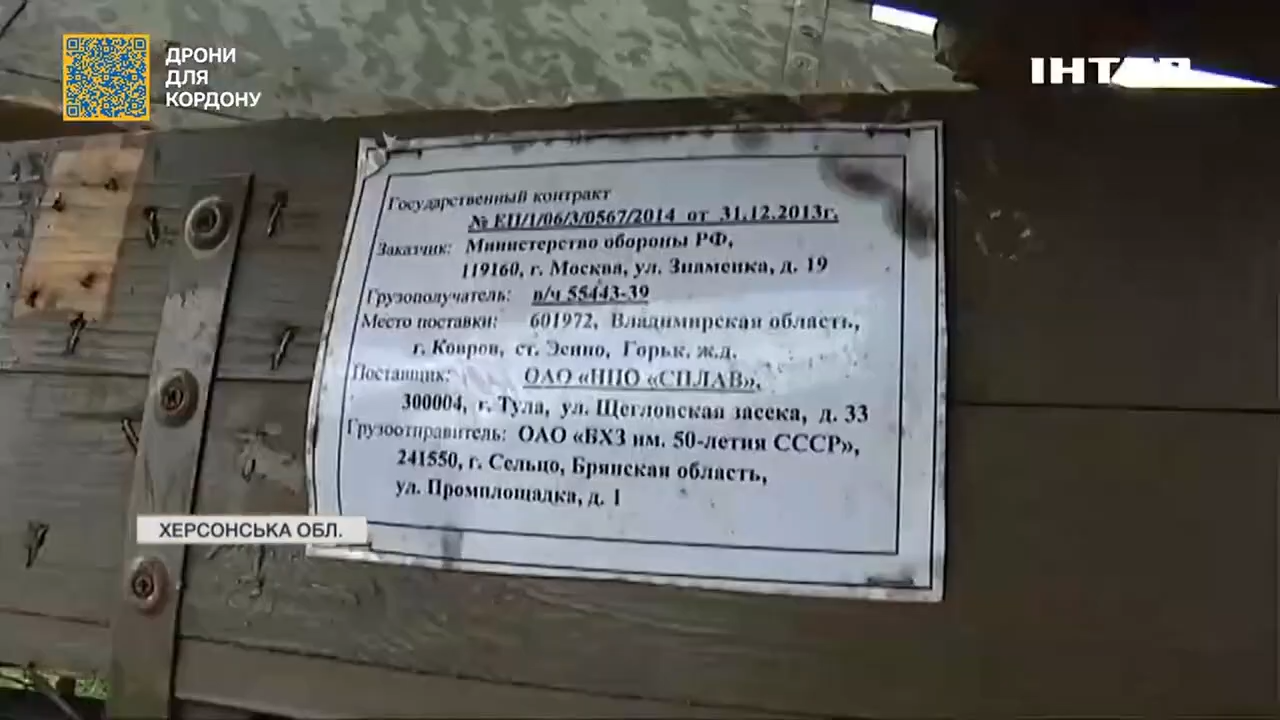 ДРОНИ
ДЛЯ
КОРДОНУ
ІНТЕР
Государственный контракт
№ ЕП/1/06/3/0567/2014 от 31.12.2013г.
Заказчик: Министерство обороны РФ,
119160, г. Москва, ул. Знаменка, д. 19
Грузополучатель: в/ч 55443-39
Место поставки: 601972, Владимирская область,
г. Ковров, ст. Эсино, Горьк. ж.д.
Поставщик: ОАО «НПО «СПЛАВ»,
300004, г. Тула, ул. Щегловская засека, д. 33
Грузоотправитель: ОАО «БХЗ им. 50-летия СССР»,
241550, г. Сельцо, Брянская область,
ул. Промплощадка, д. 1
ХЕРСОНСЬКА ОБЛ.